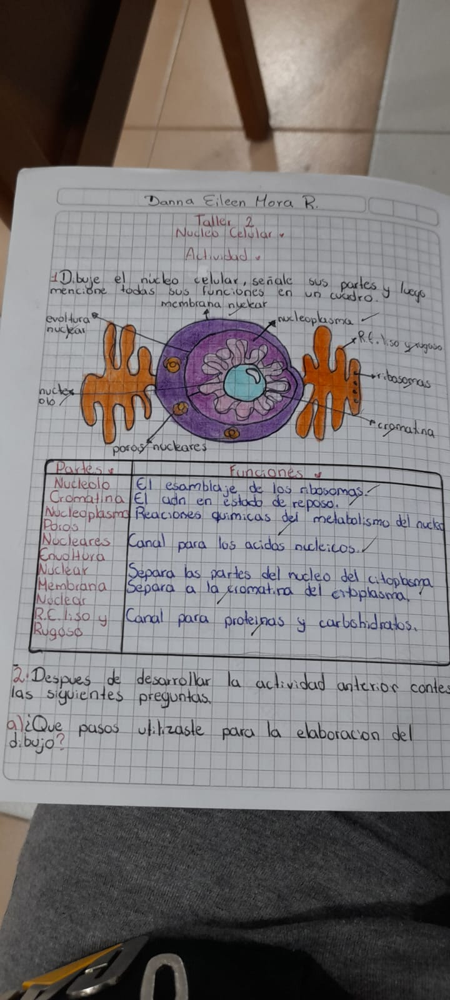 Danna Eileen Mora R.
Taller 2
Nucleo Celular
Actividad
1 Dibuje el núcleo celular, señale sus partes y luego
mencione todas sus funciones en un cuadro.
membrana nuclear
evoltura
nuclear
nucleoplasma
R.E. liso y rugoso
ribosomas
nucle
olo
cromatina
poros nucleares
Partes Funciones
Nucleolo El esamblaje de los ribosomas.
Cromatina El adn en estado de reposo.
Nucleoplasma Reaciones quimicas del metabolismo del nucleo
Poros
Nucleares Canal para los acidos nucleicos.
Envoltura
Nuclear Separa las partes del nucleo del citoplasma
Membrana Separa a la cromatina del citoplasma.
Nuclear
R.E. liso y Canal para proteinas y carbohidratos.
Rugoso
2. Despues de desarrollar la actividad anterior contes
las siguientes preguntas.
a) ¿Que pasos utilizaste para la elaboracion del
dibujo?